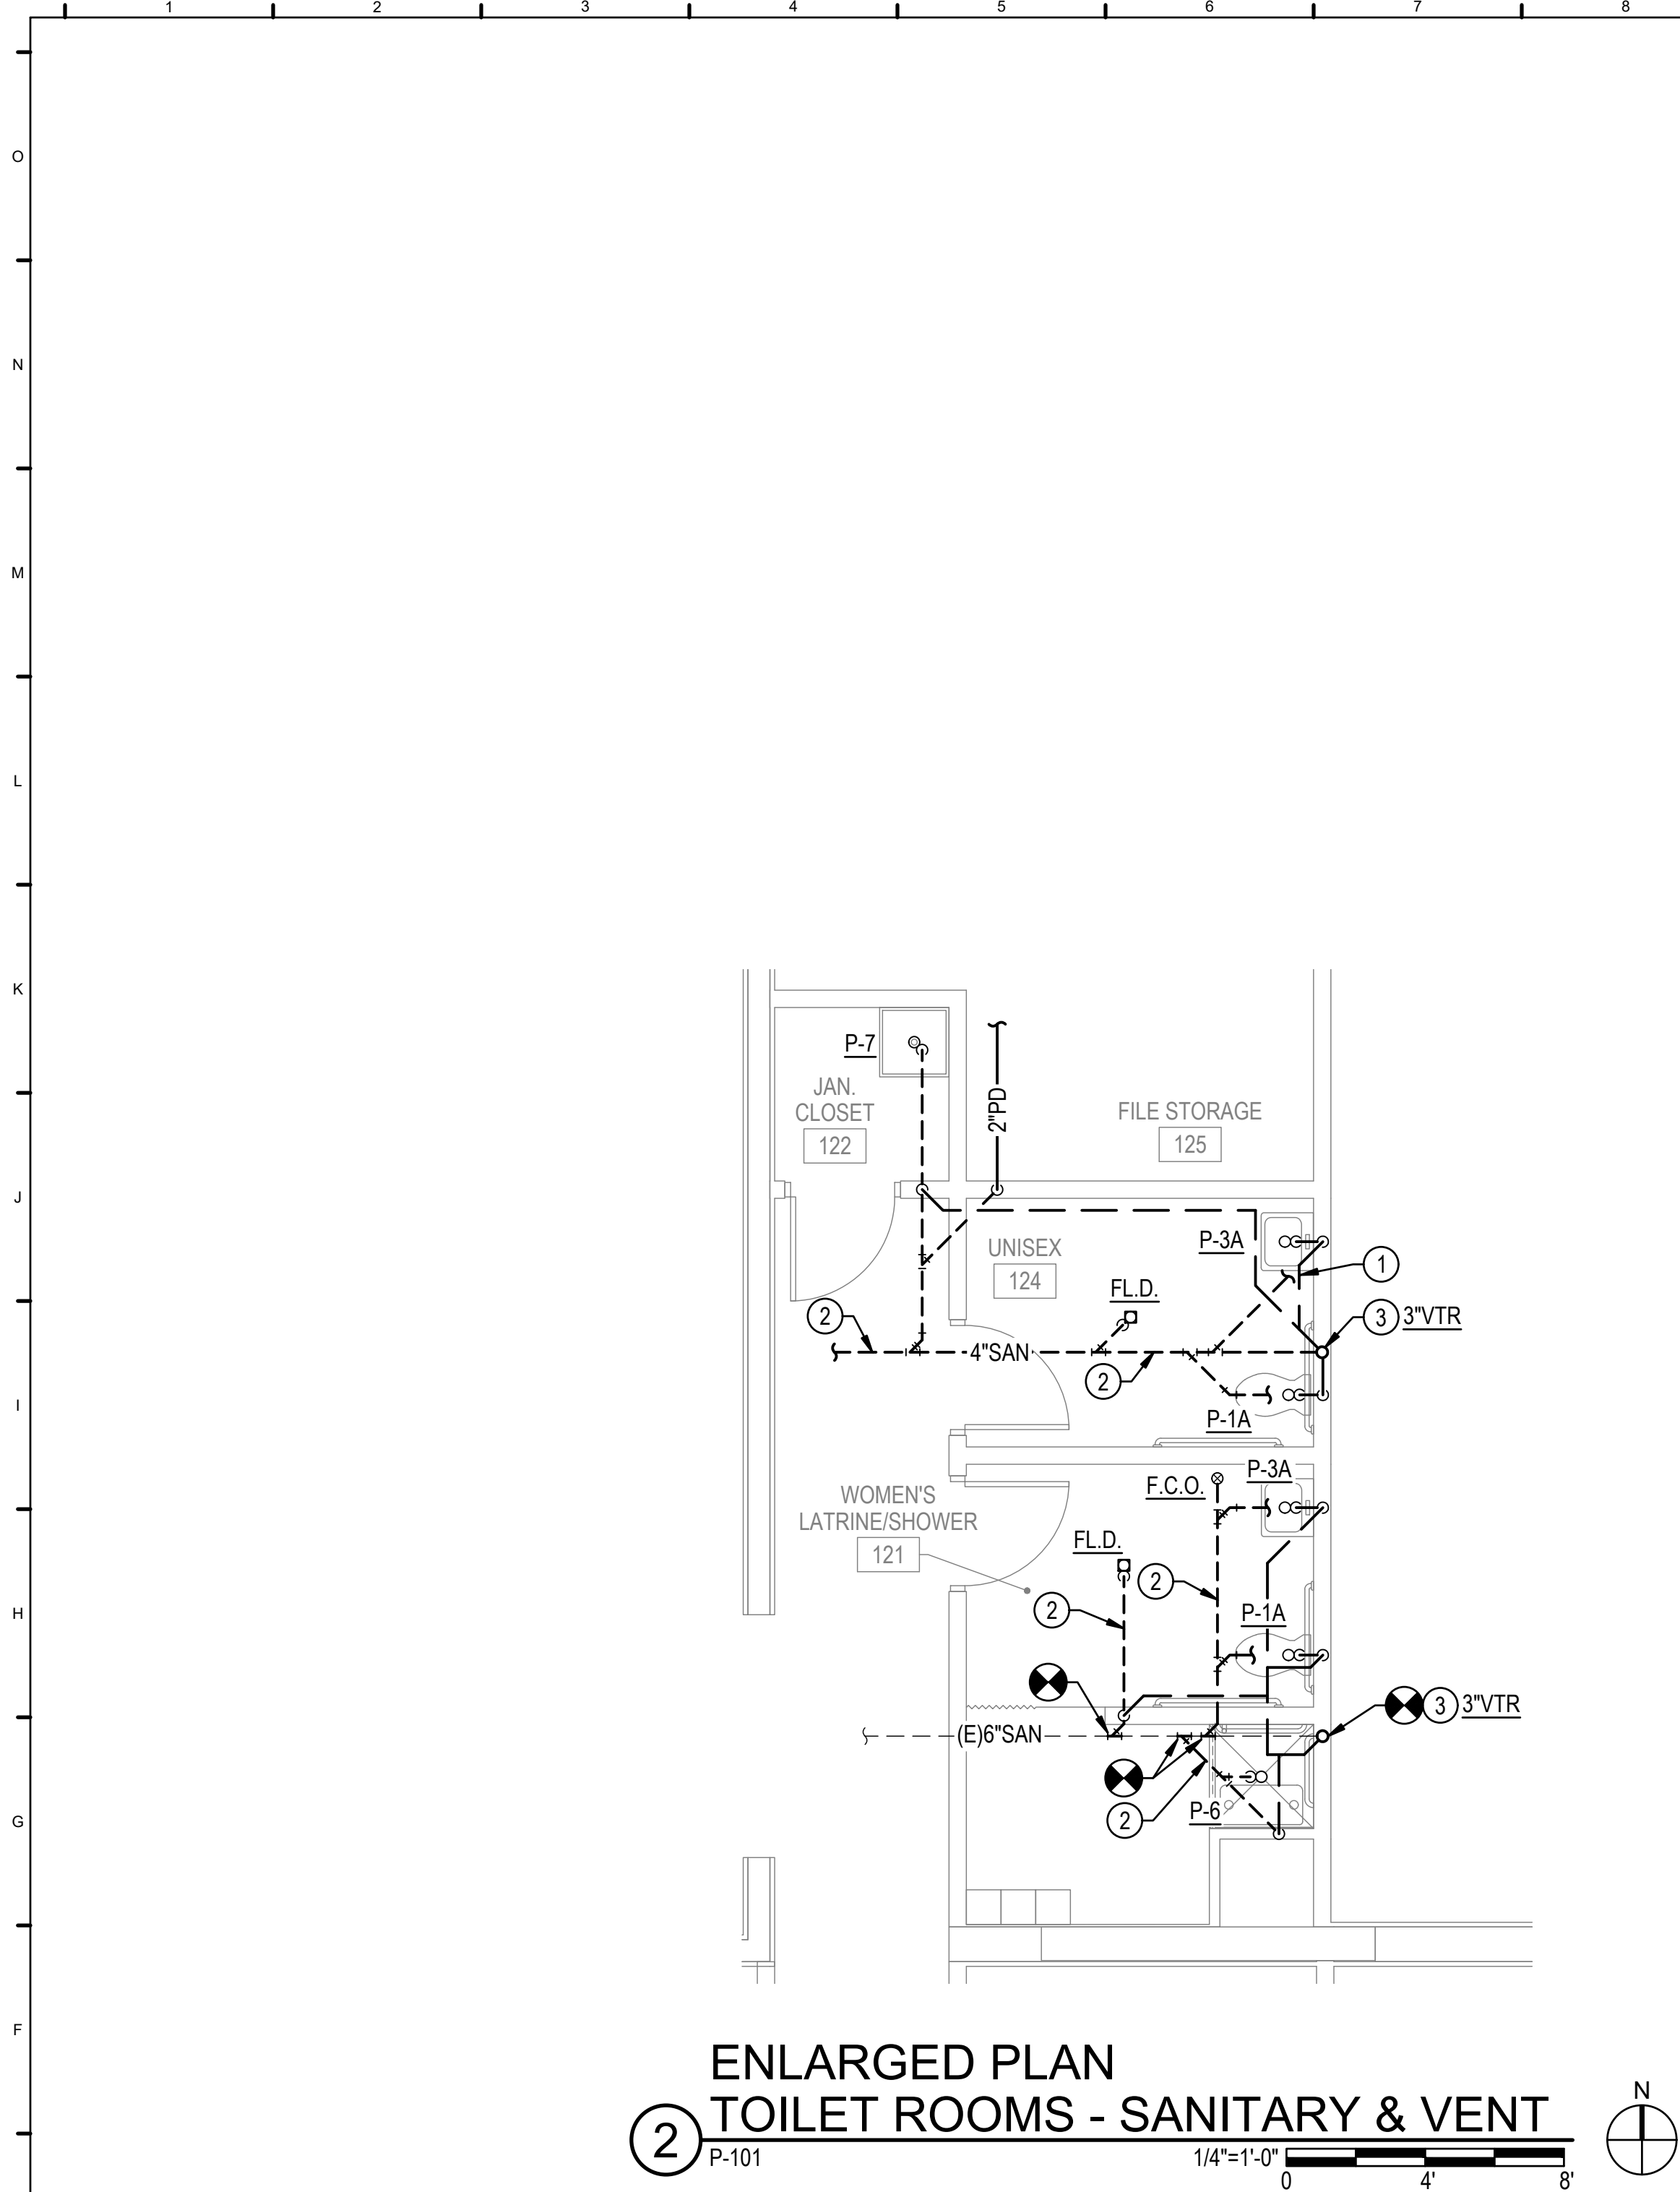 1 2 3 4 5 6 7 8
O
N
M
L
K
J
I
H
G
F
P-7
JAN.
CLOSET
122
2"PD
FILE STORAGE
125
P-3A
UNISEX
124
1
FL.D.
2
3 3"VTR
4"SAN
2
P-1A
P-3A
F.C.O.
WOMEN'S
LATRINE/SHOWER
121
FL.D.
2
2
P-1A
3 3"VTR
(E)6"SAN
P-6
2
ENLARGED PLAN
TOILET ROOMS - SANITARY & VENT
2
P-101
1/4"=1'-0"
0 4' 8'
N